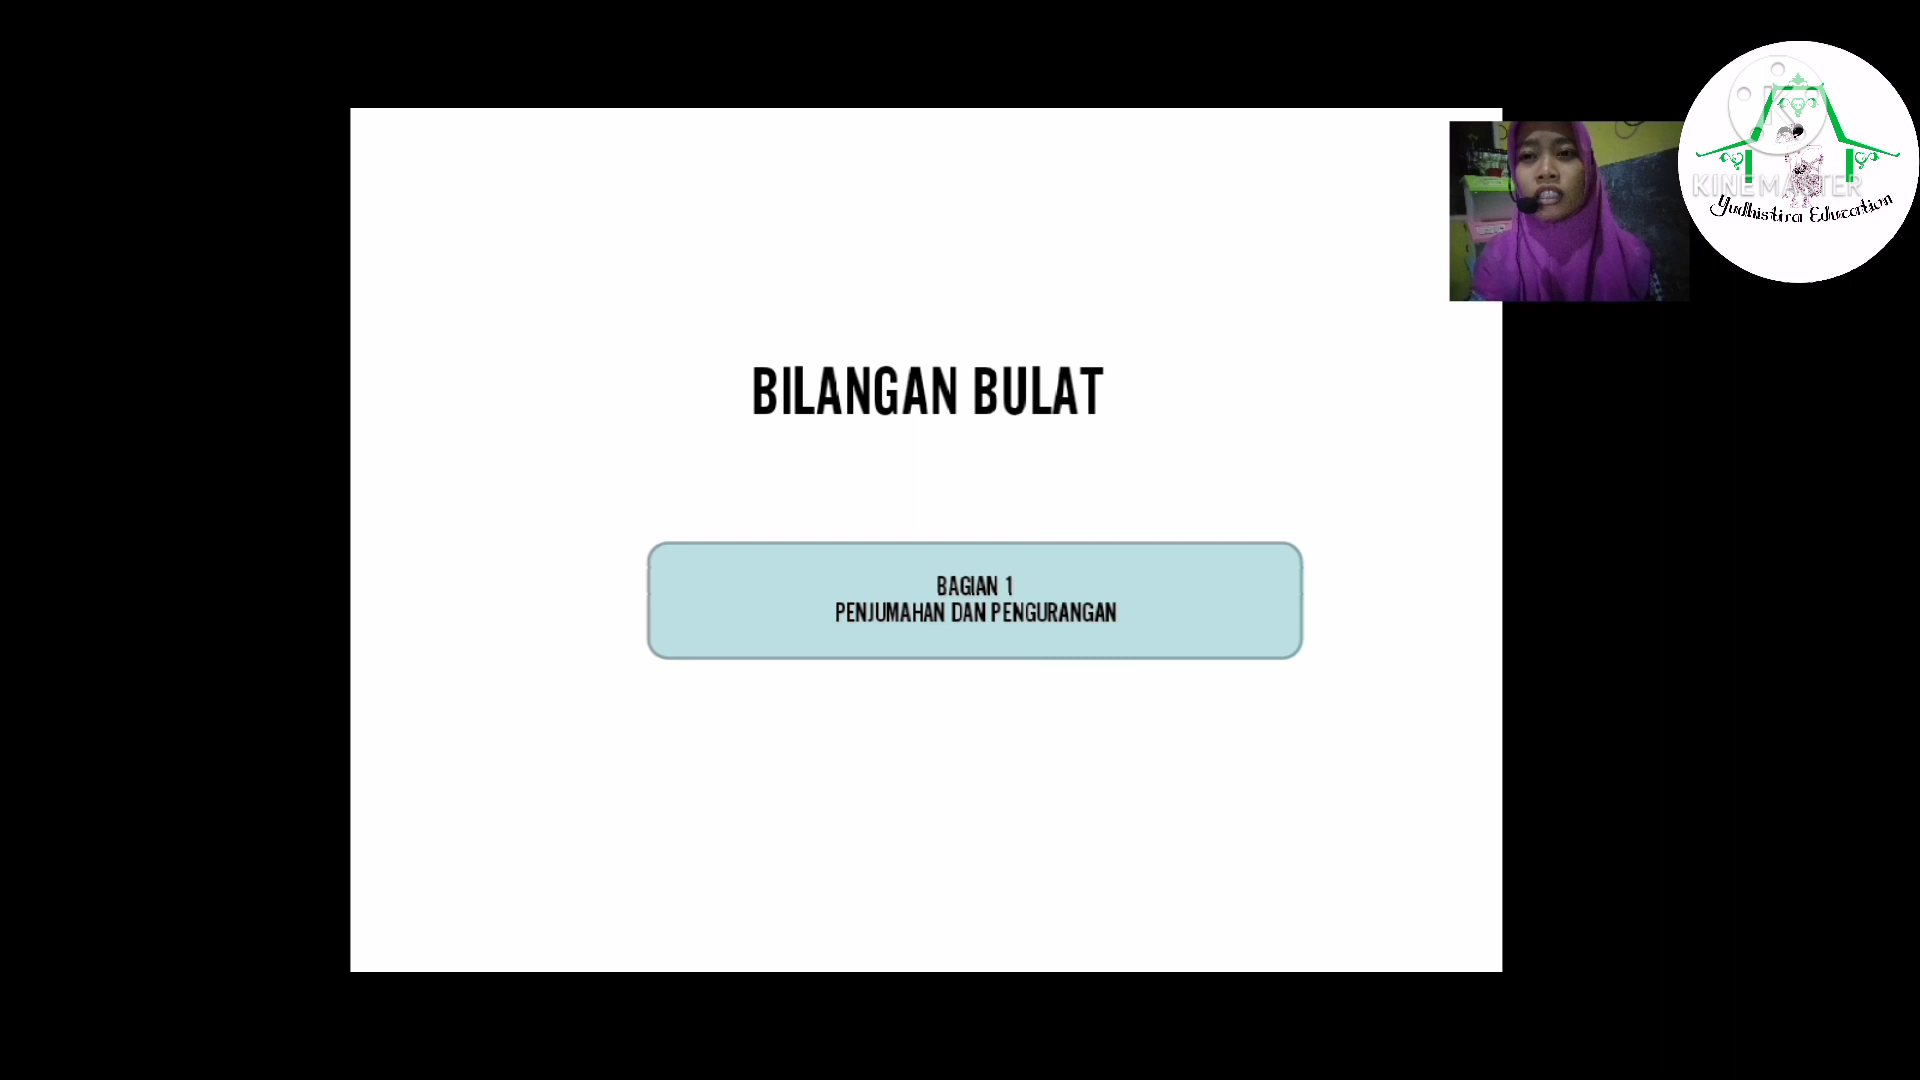 BILANGAN BULAT
BAGIAN 1
PENJUMAHAN DAN PENGURANGAN
KINEMASTER
Yudhistira Education